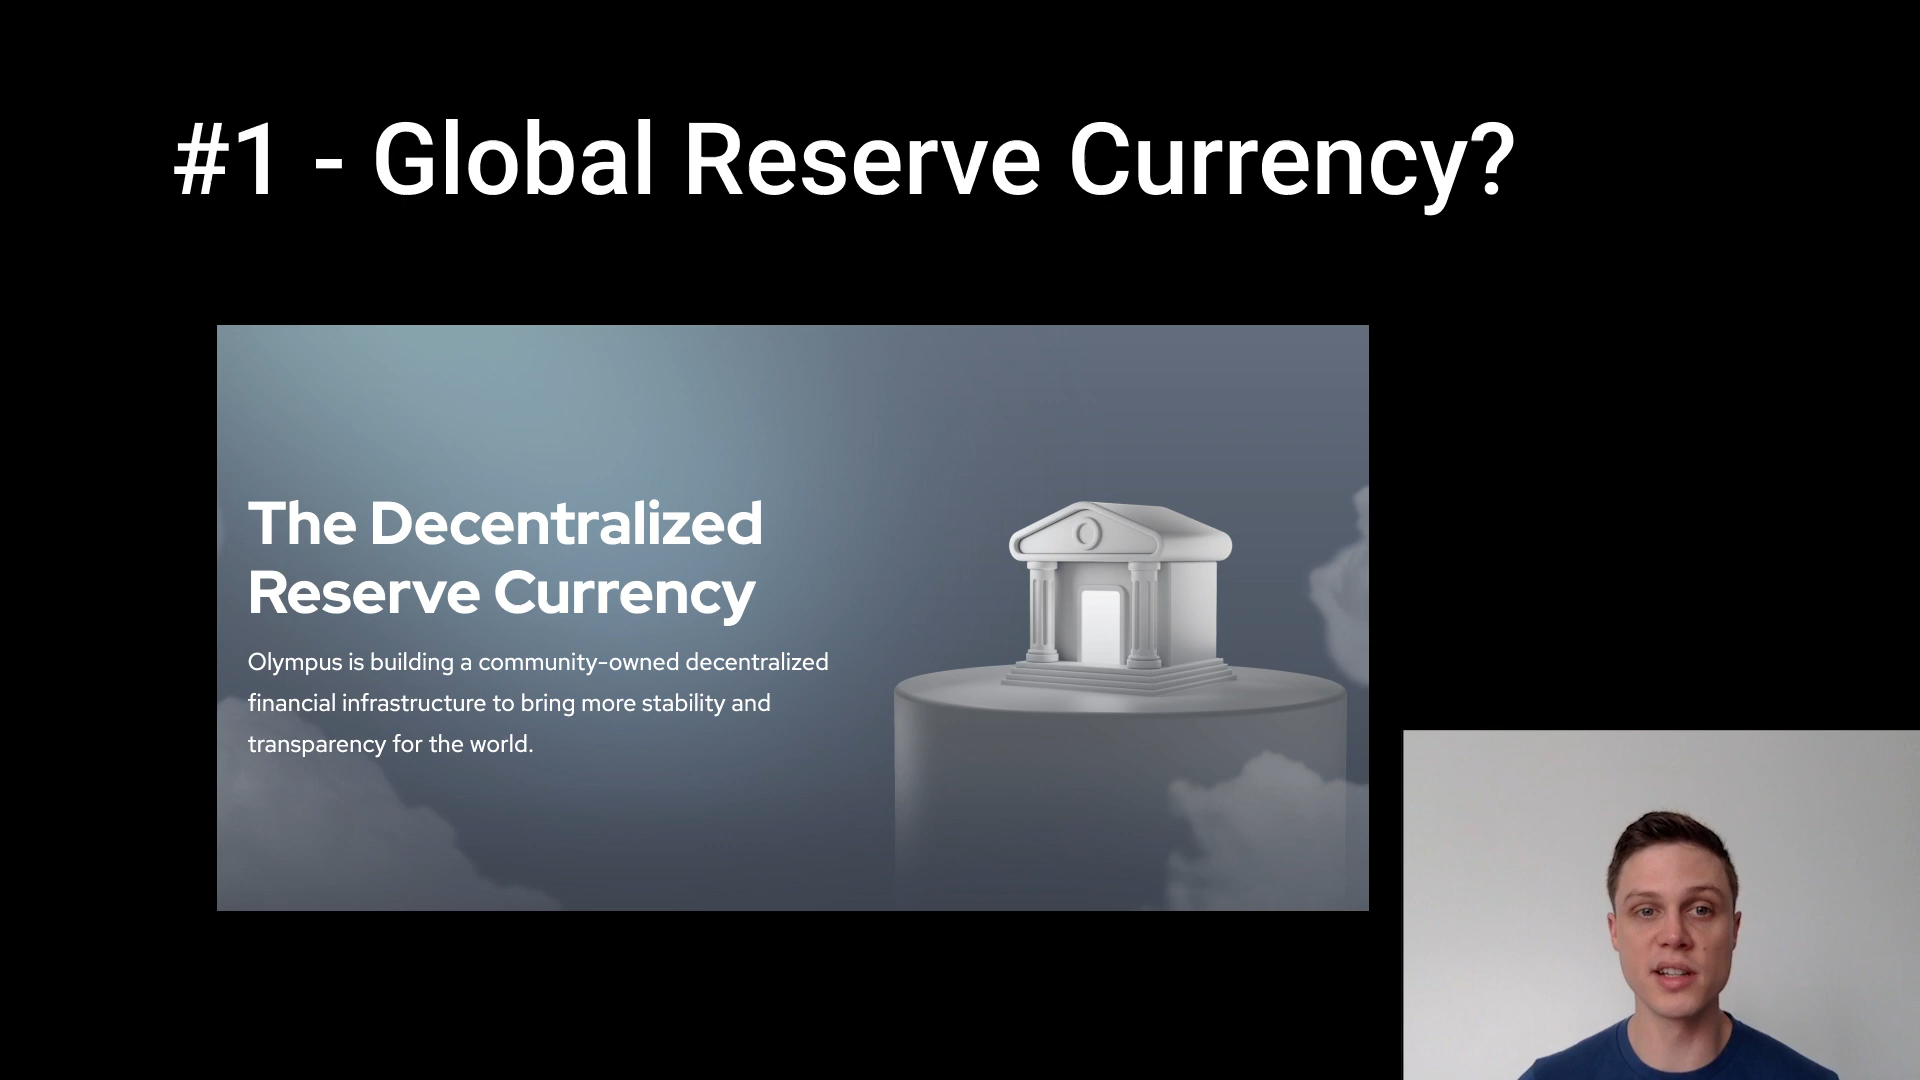 #1 - Global Reserve Currency?
The Decentralized
Reserve Currency
Olympus is building a community-owned decentralized
financial infrastructure to bring more stability and
transparency for the world.